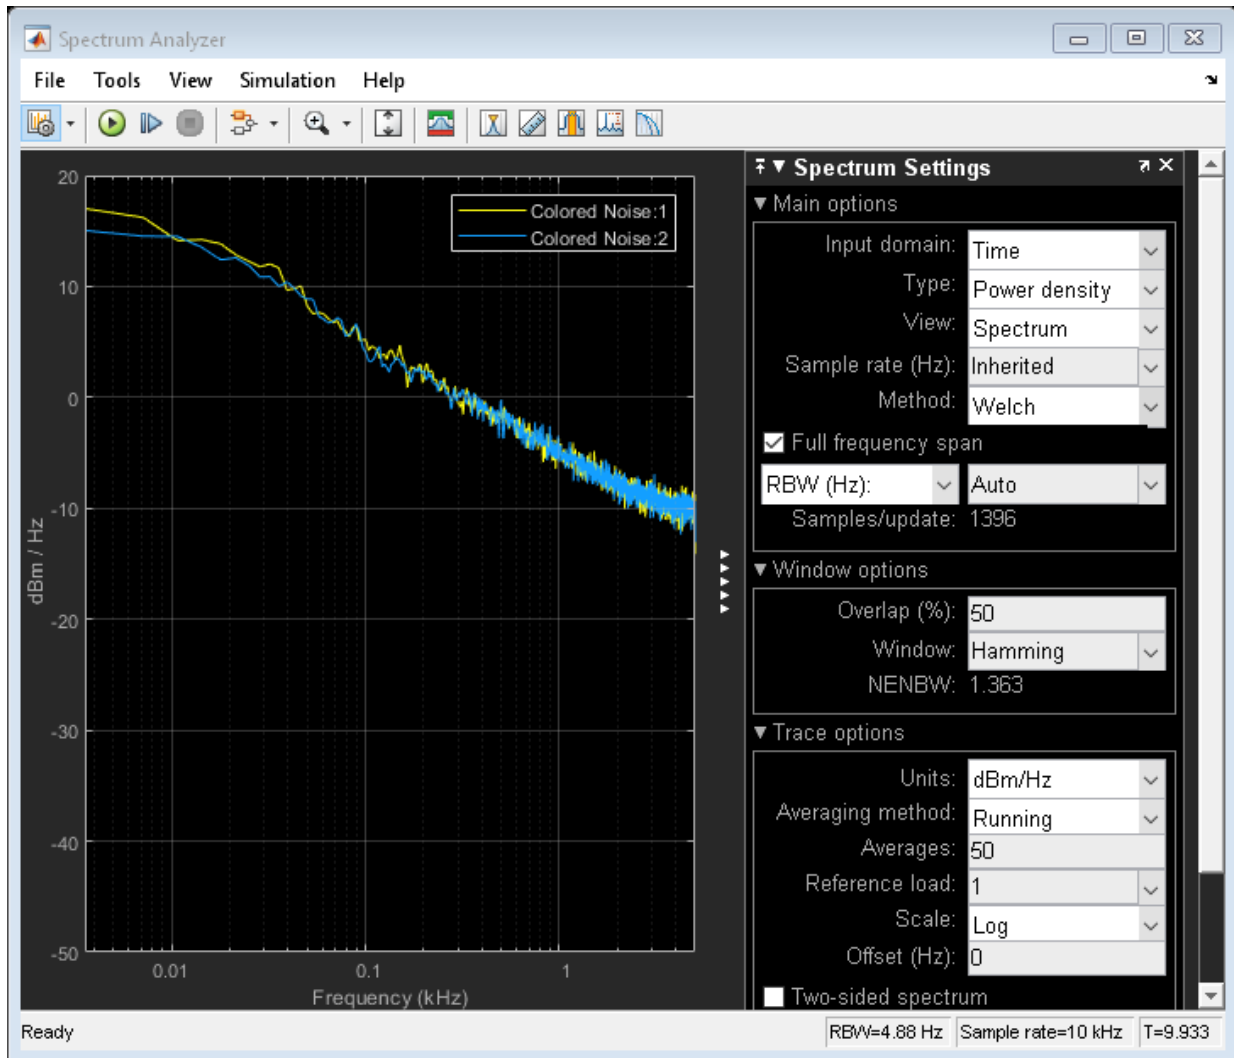 Spectrum Analyzer
File Tools View Simulation Help
20
10
0
-10
-20
-30
-40
-50
dBm / Hz
0.01 0.1 1
Frequency (kHz)
Colored Noise:1
Colored Noise:2
Spectrum Settings
Main options
Input domain: Time
Type: Power density
View: Spectrum
Sample rate (Hz): Inherited
Method: Welch
Full frequency span
RBW (Hz): Auto
Samples/update: 1396
Window options
Overlap (%): 50
Window: Hamming
NENBW: 1.363
Trace options
Units: dBm/Hz
Averaging method: Running
Averages: 50
Reference load: 1
Scale: Log
Offset (Hz): 0
Two-sided spectrum
Ready RBW=4.88 Hz Sample rate=10 kHz T=9.933